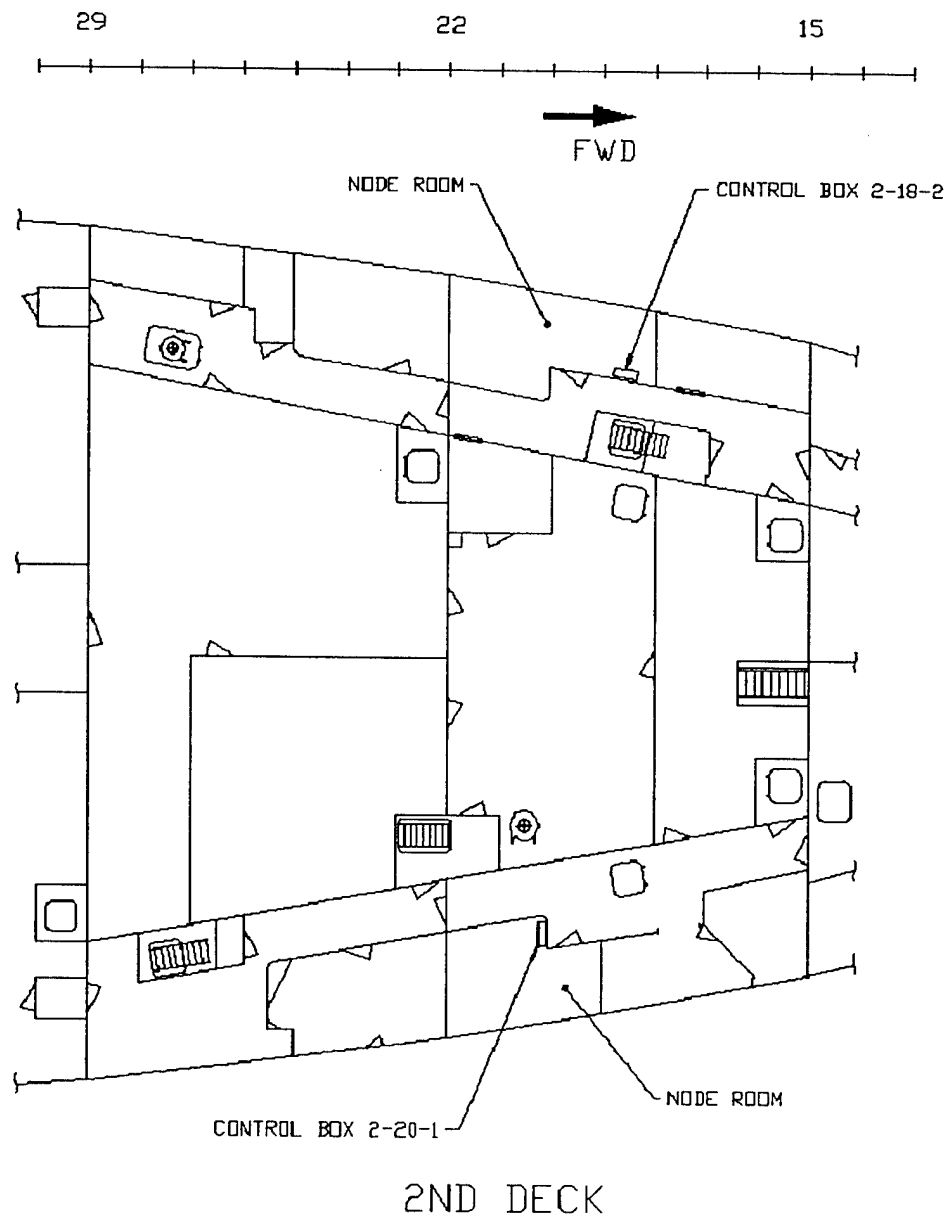 29
22
15
FWD
NODE ROOM
CONTROL BOX 2-18-2
NODE ROOM
CONTROL BOX 2-20-1
2ND DECK